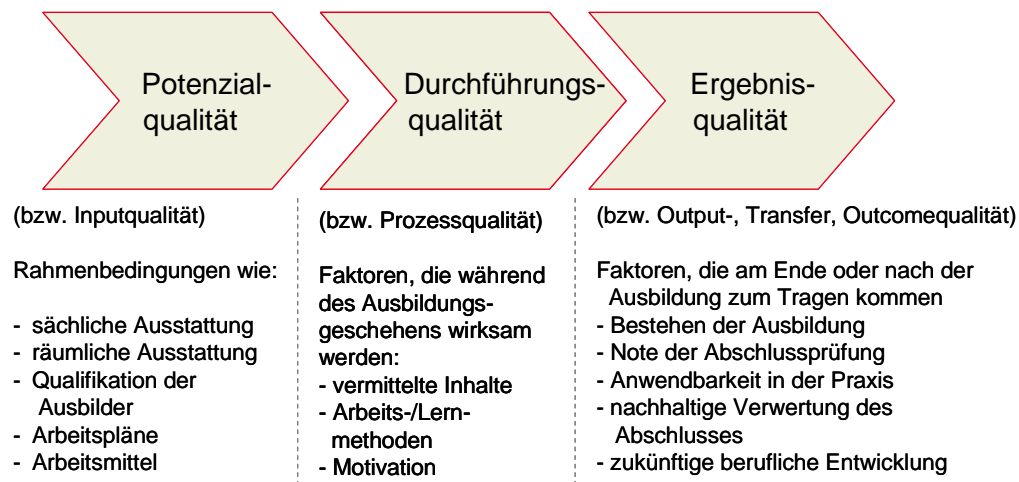 Potenzial-
qualität
(bzw. Inputqualität)
Rahmenbedingungen wie:
- sächliche Ausstattung
- räumliche Ausstattung
- Qualifikation der
Ausbilder
- Arbeitspläne
- Arbeitsmittel
Durchführungs-
qualität
(bzw. Prozessqualität)
Faktoren, die während
des Ausbildungs-
geschehens wirksam
werden:
- vermittelte Inhalte
- Arbeits-/Lern-
methoden
- Motivation
Ergebnis-
qualität
(bzw. Output-, Transfer, Outcomequalität)
Faktoren, die am Ende oder nach der
Ausbildung zum Tragen kommen
- Bestehen der Ausbildung
- Note der Abschlussprüfung
- Anwendbarkeit in der Praxis
- nachhaltige Verwertung des
Abschlusses
- zukünftige berufliche Entwicklung